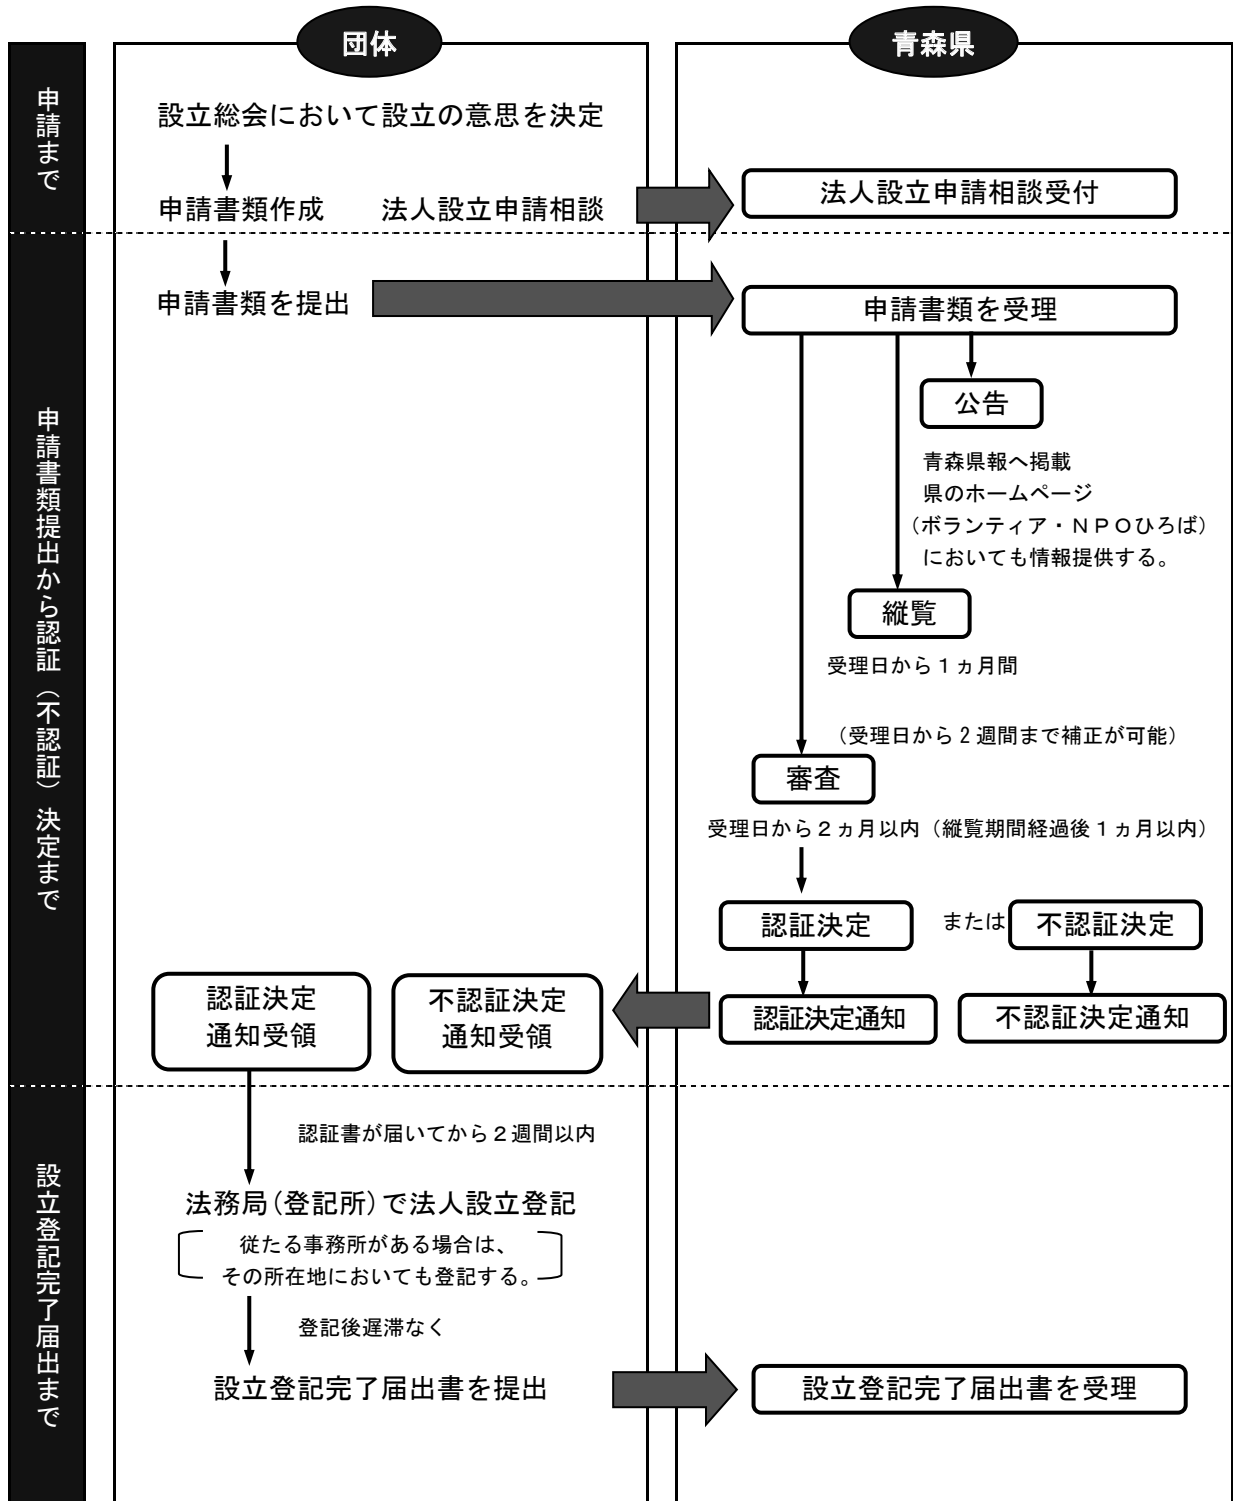 団体
青森県
申請まで
設立総会において設立の意思を決定
申請書類作成
法人設立申請相談
法人設立申請相談受付
申請書類提出から認証（不認証）決定まで
申請書類を提出
申請書類を受理
公告
青森県報へ掲載
県のホームページ
（ボランティア・ＮＰＯひろば）
においても情報提供する。
縦覧
受理日から１ヵ月間
（受理日から２週間まで補正が可能）
審査
受理日から２ヵ月以内（縦覧期間経過後１ヵ月以内）
認証決定
または
不認証決定
認証決定
通知受領
不認証決定
通知受領
認証決定通知
不認証決定通知
設立登記完了届出まで
認証書が届いてから２週間以内
法務局（登記所）で法人設立登記
従たる事務所がある場合は、
その所在地においても登記する。
登記後遅滞なく
設立登記完了届出書を提出
設立登記完了届出書を受理